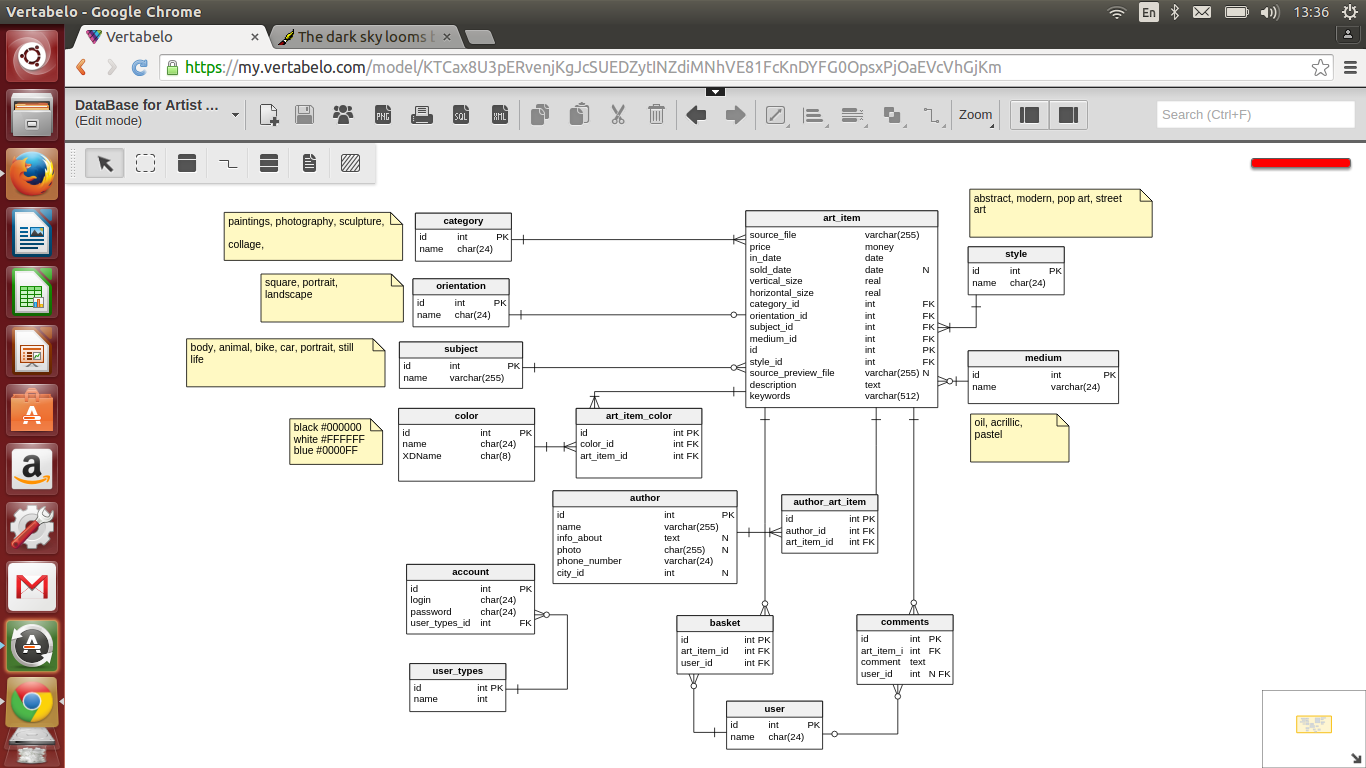 Vertabelo - Google Chrome
En
13:36
Vertabelo
The dark sky looms
https://my.vertabelo.com/model/KTCax8U3pERvenjKgJcSUEDZytINZdiMNhVE81FcKnDYFG0OpsxPjOaEVcVhGjKm
DataBase for Artist ...
(Edit mode)
PNG
SQL
XML
Zoom
Search (Ctrl+F)
paintings, photography, sculpture,
collage,
category
id int PK
name char(24)
square, portrait,
landscape
orientation
id int PK
name char(24)
body, animal, bike, car, portrait, still
life
subject
id int PK
name varchar(255)
black #000000
white #FFFFFF
blue #0000FF
color
id int PK
name char(24)
XDName char(8)
art_item_color
id int PK
color_id int FK
art_item_id int FK
art_item
source_file varchar(255)
price money
in_date date
sold_date date N
vertical_size real
horizontal_size real
category_id int FK
orientation_id int FK
subject_id int FK
medium_id int FK
id int PK
style_id int FK
source_preview_file varchar(255) N
description text
keywords varchar(512)
abstract, modern, pop art, street
art
style
id int PK
name char(24)
medium
id int PK
name varchar(24)
oil, acrillic,
pastel
author
id int PK
name varchar(255)
info_about text N
photo char(255) N
phone_number varchar(24)
city_id int N
author_art_item
id int PK
author_id int FK
art_item_id int FK
account
id int PK
login char(24)
password char(24)
user_types_id int FK
user_types
id int PK
name int
basket
id int PK
art_item_id int FK
user_id int FK
comments
id int PK
art_item_i int FK
comment text
user_id int N FK
user
id int PK
name char(24)